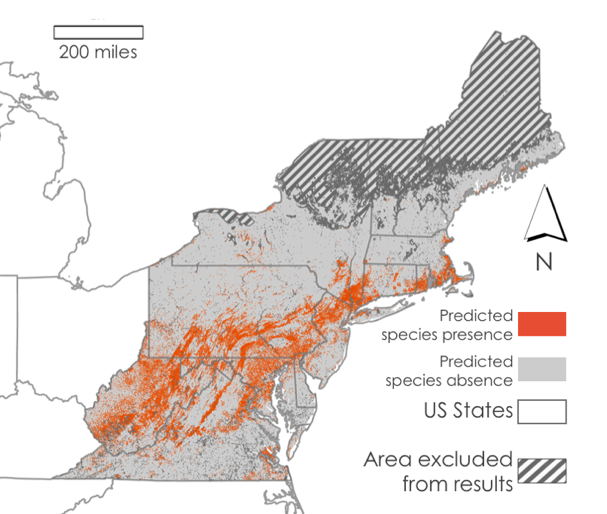 200 miles
N
Predicted
species presence
Predicted
species absence
US States
Area excluded
from results